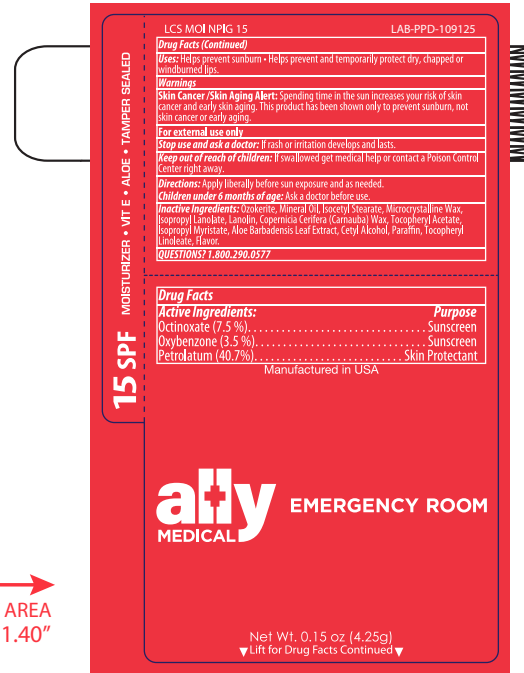 LCS MOI NPIG 15 LAB-PPD-109125
Drug Facts (Continued)
Uses: Helps prevent sunburn • Helps prevent and temporarily protect dry, chapped or
windburned lips.
Warnings
Skin Cancer /Skin Aging Alert: Spending time in the sun increases your risk of skin
cancer and early skin aging. This product has been shown only to prevent sunburn, not
skin cancer or early aging.
For external use only
Stop use and ask a doctor: If rash or irritation develops and lasts.
Keep out of reach of children: If swallowed get medical help or contact a Poison Control
Center right away.
Directions: Apply liberally before sun exposure and as needed.
Children under 6 months of age: Ask a doctor before use.
Inactive Ingredients: Ozokerite, Mineral Oil, Isocetyl Stearate, Microcrystalline Wax,
Isopropyl Lanolate, Lanolin, Copernicia Cerifera (Carnauba) Wax, Tocopheryl Acetate,
Isopropyl Myristate, Aloe Barbadensis Leaf Extract, Cetyl Alcohol, Paraffin, Tocopheryl
Linoleate, Flavor.
QUESTIONS? 1.800.290.0577
15 SPF MOISTURIZER • VIT E • ALOE • TAMPER SEALED
Drug Facts
Active Ingredients: Purpose
Octinoxate (7.5 %).............................. Sunscreen
Oxybenzone (3.5 %)............................. Sunscreen
Petrolatum (40.7%)......................... Skin Protectant
Manufactured in USA
ally
MEDICAL
EMERGENCY ROOM
AREA
1.40”
Net Wt. 0.15 oz (4.25g)
▼Lift for Drug Facts Continued▼